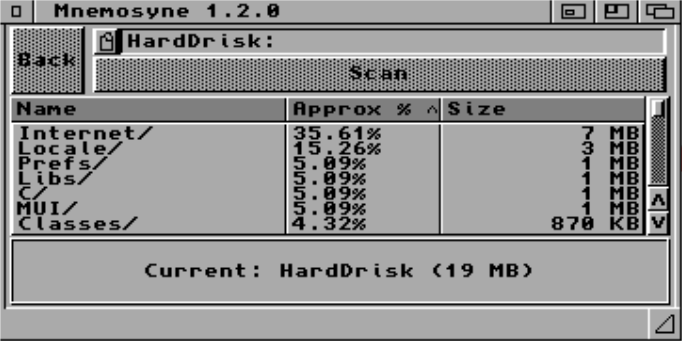 Mnemosyne 1.2.0
Back
HardDrisk:
Scan
Name Approx % Size
Internet/ 35.61% 7 MB
Locale/ 15.26% 3 MB
Prefs/ 5.09% 1 MB
Libs/ 5.09% 1 MB
C/ 5.09% 1 MB
MUI/ 5.09% 1 MB
Classes/ 4.32% 870 KB
Current: HardDrisk (19 MB)